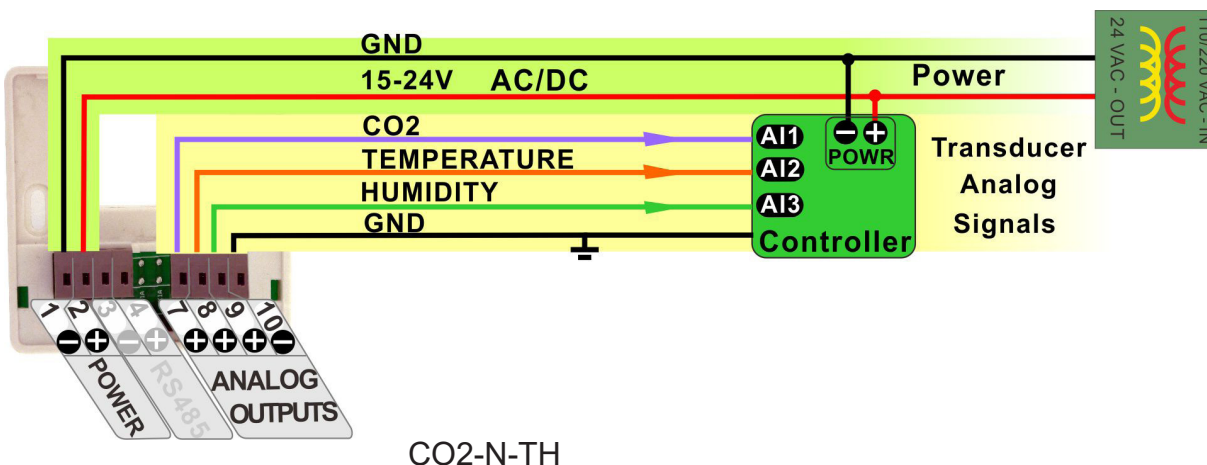 GND
15-24V AC/DC
Power
CO2
TEMPERATURE
HUMIDITY
GND
AI1
AI2
AI3
POWR
Controller
Transducer
Analog
Signals
24 VAC - OUT
110/220 VAC - IN
1 2 3 4 7 8 9 10
POWER
RS485
ANALOG
OUTPUTS
CO2-N-TH